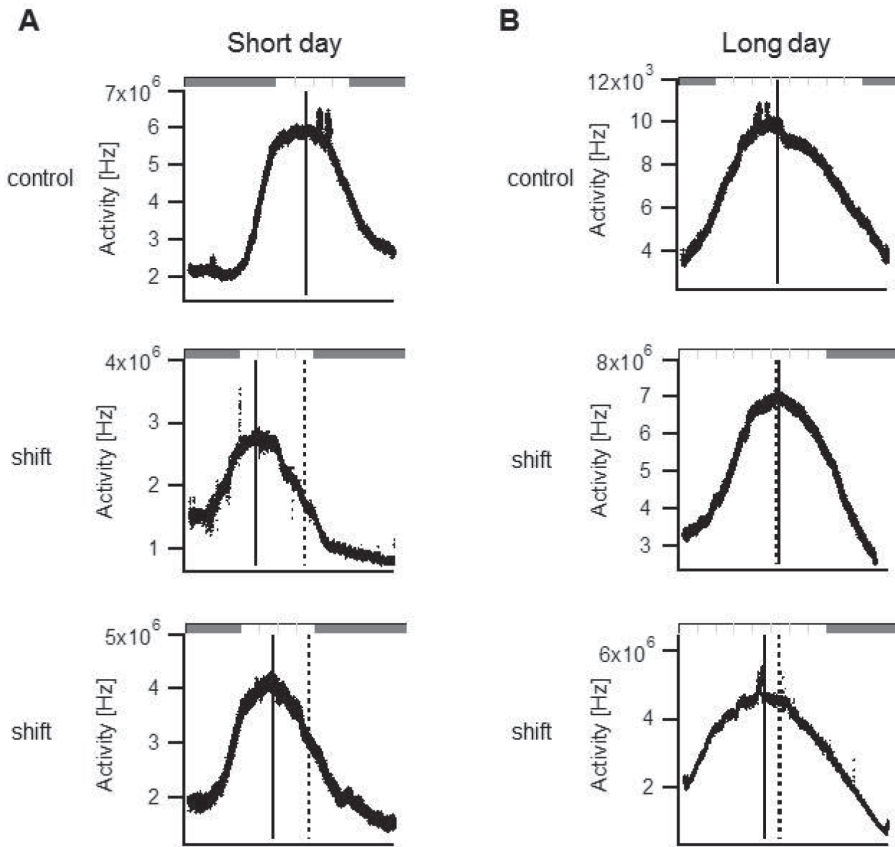 A
Short day
control
Activity [Hz]
7x10⁶
6
5
4
3
2
shift
Activity [Hz]
4x10⁶
3
2
1
shift
Activity [Hz]
5x10⁶
4
3
2
B
Long day
control
Activity [Hz]
12x10³
10
8
6
4
shift
Activity [Hz]
8x10⁶
7
6
5
4
3
shift
Activity [Hz]
6x10⁶
4
2